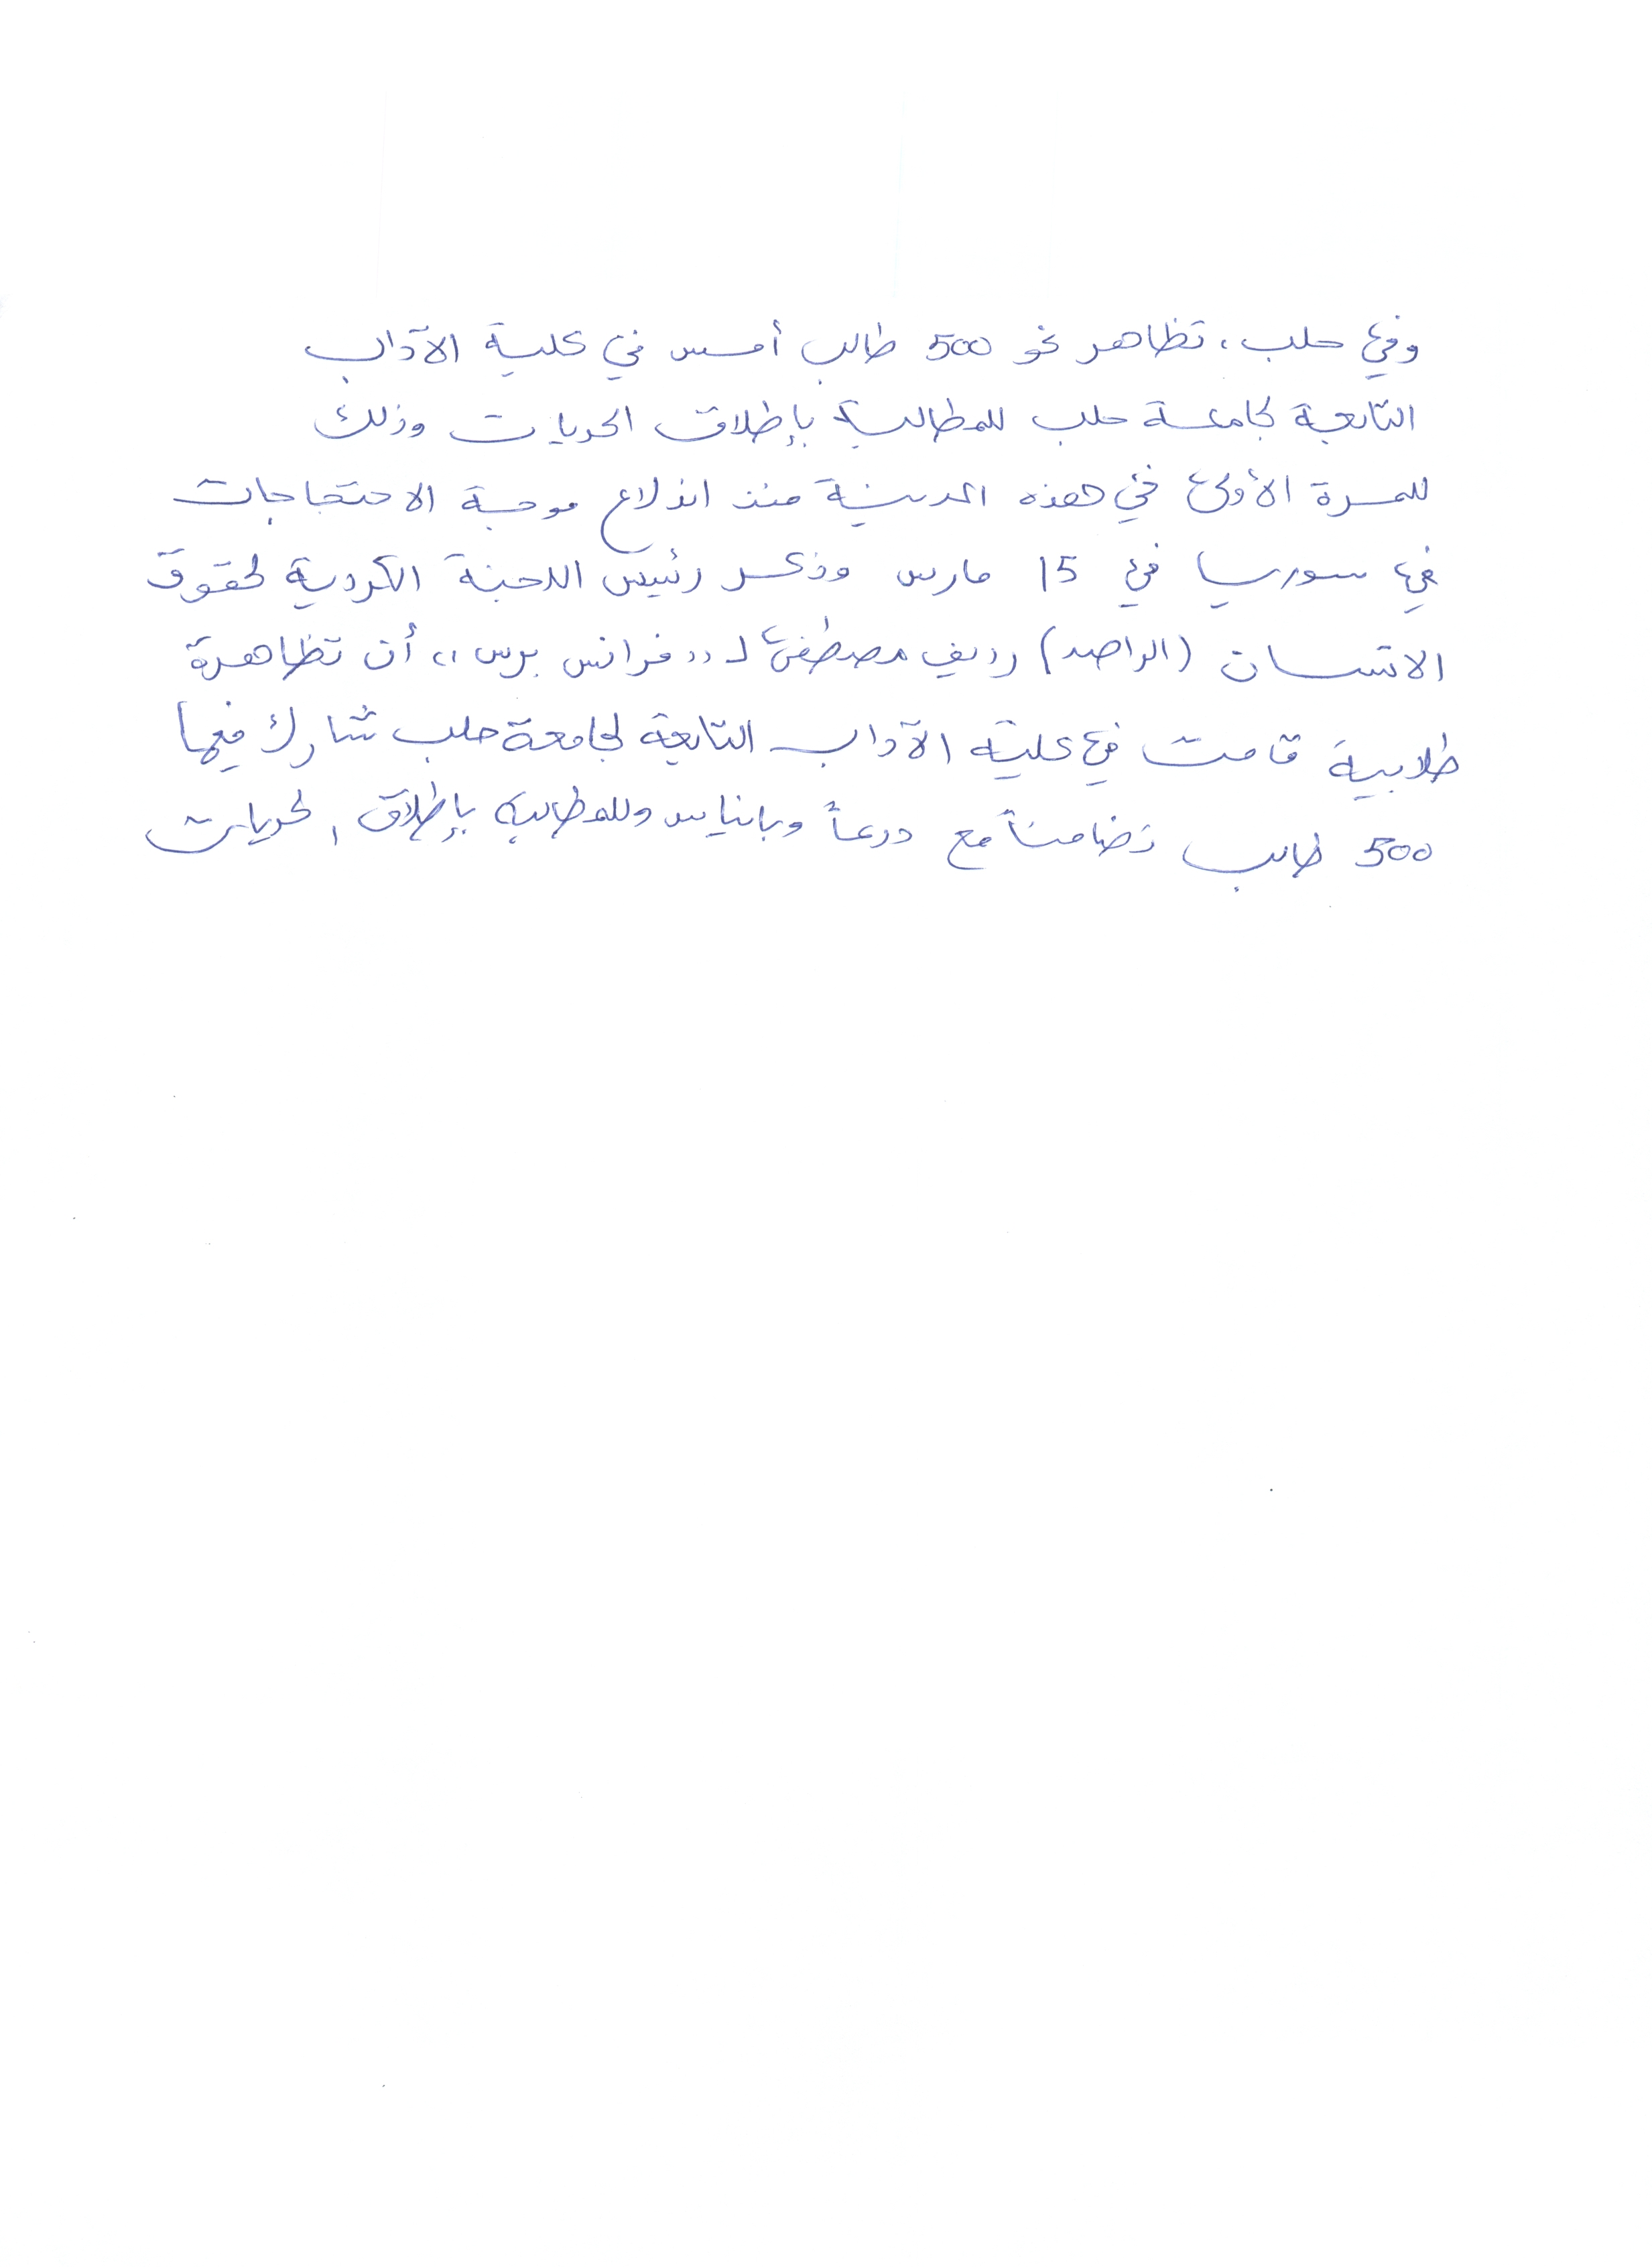 وفي حلب، تظاهر نحو 500 طالب أمس في كلية الآداب
التابعة لجامعة حلب للمطالبة بإطلاق الحريات وذلك
للمرة الأولى في هذه المدينة منذ اندلاع موجة الاحتجاجات
في سوريا في 15 مارس وذكر رئيس اللجنة الكردية لحقوق
الانسان (الراصد) رديف مصطفى لـ «فرانس برس»، أن تظاهرة
طلابية قامت في كلية الآداب التابعة لجامعة حلب شارك فيها
500 طالب تضامناً مع درعا وبانياس وللمطالبة بإطلاق الحريات